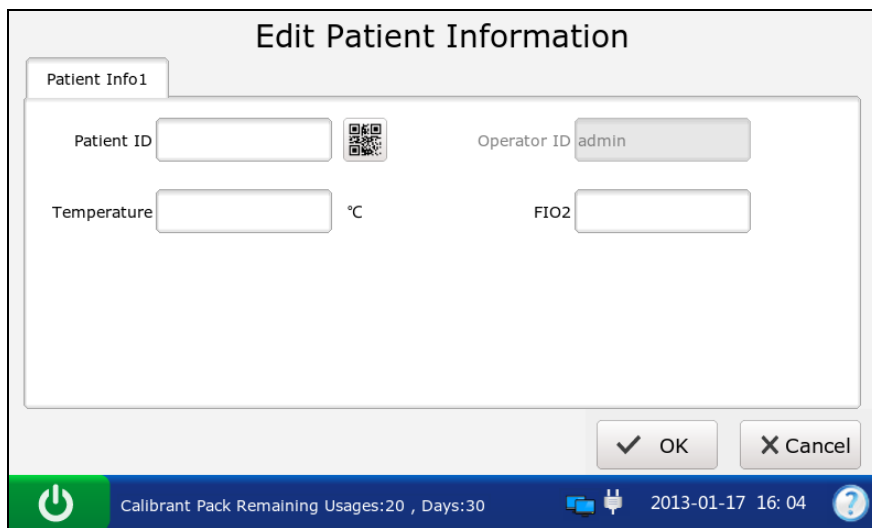 Edit Patient Information
Patient Info1
Patient ID
Operator ID admin
Temperature ℃
FIO2
OK
Cancel
Calibrant Pack Remaining Usages:20 , Days:30
2013-01-17 16: 04
?